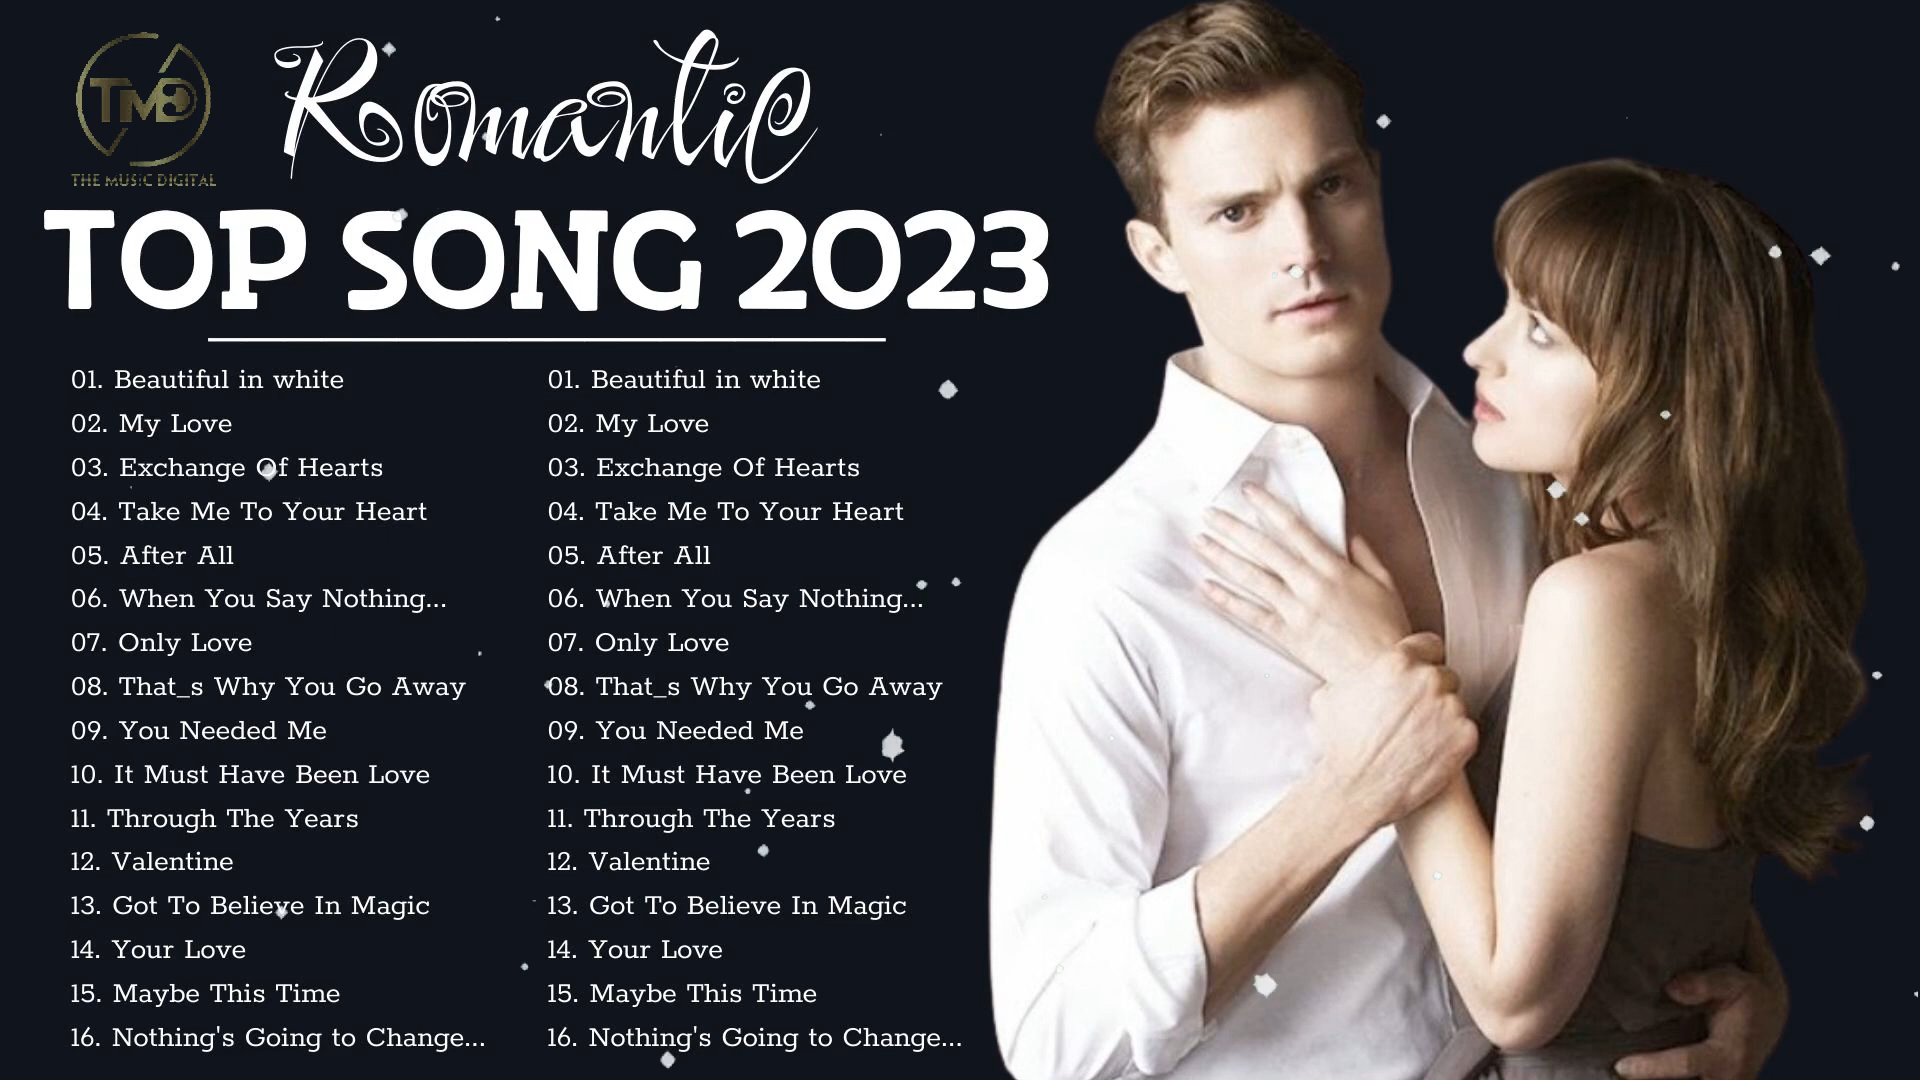 TMD
THE MUSIC DIGITAL
Romantic
TOP SONG 2023
01. Beautiful in white
02. My Love
03. Exchange Of Hearts
04. Take Me To Your Heart
05. After All
06. When You Say Nothing...
07. Only Love
08. That_s Why You Go Away
09. You Needed Me
10. It Must Have Been Love
11. Through The Years
12. Valentine
13. Got To Believe In Magic
14. Your Love
15. Maybe This Time
16. Nothing's Going to Change...
01. Beautiful in white
02. My Love
03. Exchange Of Hearts
04. Take Me To Your Heart
05. After All
06. When You Say Nothing...
07. Only Love
08. That_s Why You Go Away
09. You Needed Me
10. It Must Have Been Love
11. Through The Years
12. Valentine
13. Got To Believe In Magic
14. Your Love
15. Maybe This Time
16. Nothing's Going to Change...